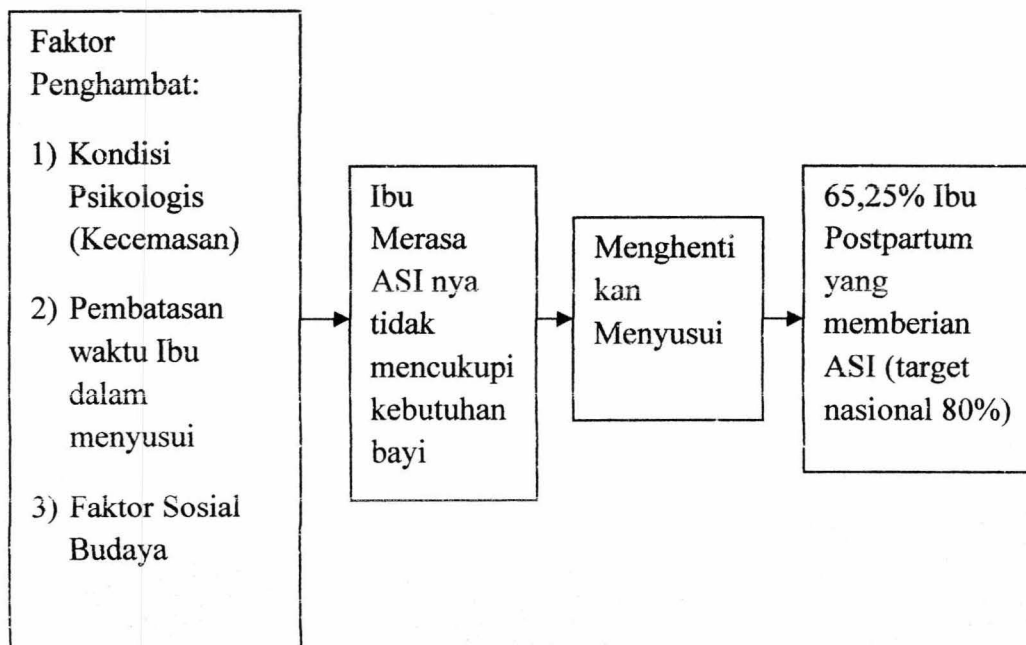 Faktor
Penghambat:
1) Kondisi
Psikologis
(Kecemasan)
2) Pembatasan
waktu Ibu
dalam
menyusui
3) Faktor Sosial
Budaya
Ibu
Merasa
ASI nya
tidak
mencukupi
kebutuhan
bayi
Menghenti
kan
Menyusui
65,25% Ibu
Postpartum
yang
memberian
ASI (target
nasional 80%)